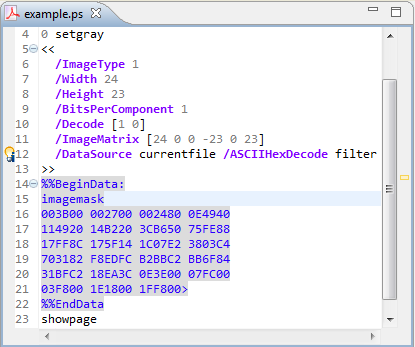 example.ps
4 0 setgray
5 <<
6 /ImageType 1
7 /Width 24
8 /Height 23
9 /BitsPerComponent 1
10 /Decode [1 0]
11 /ImageMatrix [24 0 0 -23 0 23]
12 /DataSource currentfile /ASCIIHexDecode filter
13 >>
14 %%BeginData:
15 imagemask
16 003B00 002700 002480 0E4940
17 114920 14B220 3CB650 75FE88
18 17FF8C 175F14 1C07E2 3803C4
19 703182 F8EDFC B2BBC2 BB6F84
20 31BFC2 18EA3C 0E3E00 07FC00
21 03F800 1E1800 1FF800>
22 %%EndData
23 showpage